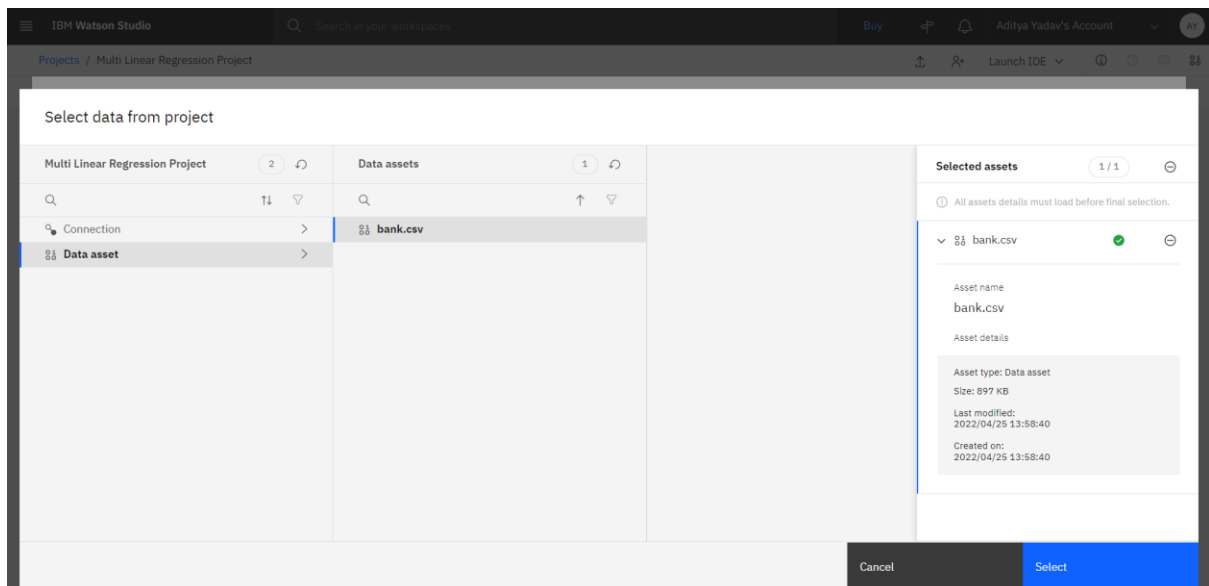 IBM Watson Studio
Search in your workspaces
Buy
Aditya Yadav's Account
AY
Projects / Multi Linear Regression Project
Launch IDE
Select data from project
Multi Linear Regression Project
2
Connection
Data asset
Data assets
1
bank.csv
Selected assets
1/1
All assets details must load before final selection.
bank.csv
Asset name
bank.csv
Asset details
Asset type: Data asset
Size: 897 KB
Last modified:
2022/04/25 13:58:40
Created on:
2022/04/25 13:58:40
Cancel
Select